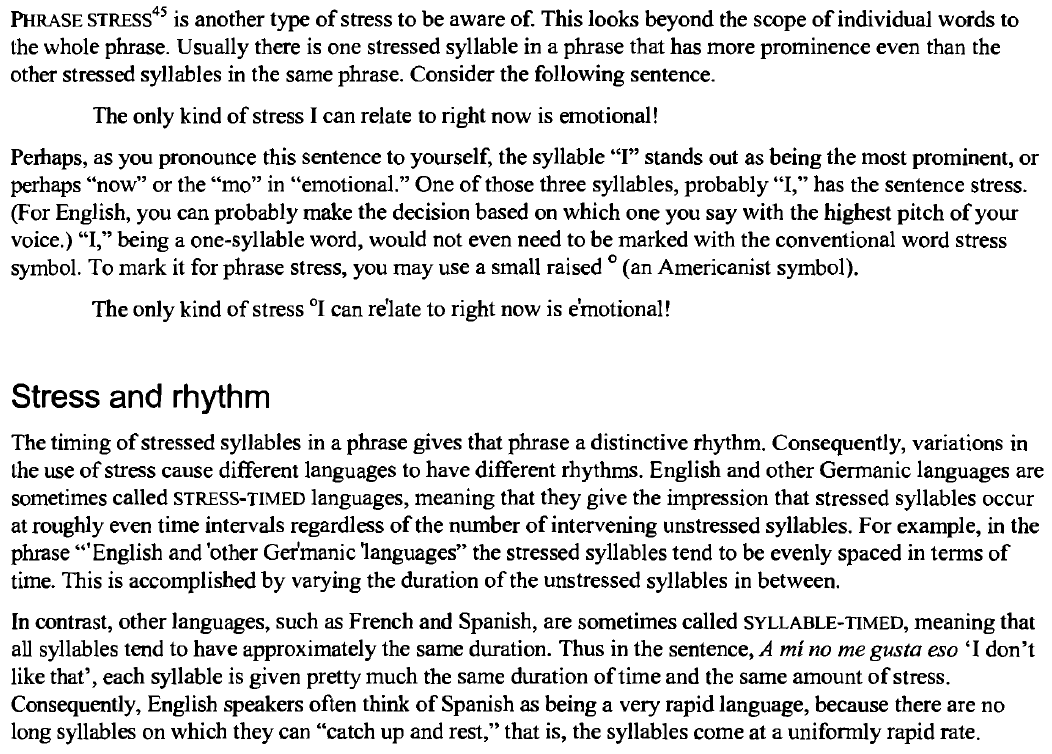 PHRASE STRESS⁴⁵ is another type of stress to be aware of. This looks beyond the scope of individual words to
the whole phrase. Usually there is one stressed syllable in a phrase that has more prominence even than the
other stressed syllables in the same phrase. Consider the following sentence.
The only kind of stress I can relate to right now is emotional!
Perhaps, as you pronounce this sentence to yourself, the syllable “I” stands out as being the most prominent, or
perhaps “now” or the “mo” in “emotional.” One of those three syllables, probably “I,” has the sentence stress.
(For English, you can probably make the decision based on which one you say with the highest pitch of your
voice.) “I,” being a one-syllable word, would not even need to be marked with the conventional word stress
symbol. To mark it for phrase stress, you may use a small raised ° (an Americanist symbol).
The only kind of stress °I can reˈlate to right now is eˈmotional!
Stress and rhythm
The timing of stressed syllables in a phrase gives that phrase a distinctive rhythm. Consequently, variations in
the use of stress cause different languages to have different rhythms. English and other Germanic languages are
sometimes called STRESS-TIMED languages, meaning that they give the impression that stressed syllables occur
at roughly even time intervals regardless of the number of intervening unstressed syllables. For example, in the
phrase “ˈEnglish and ˈother Gerˈmanic ˈlanguages” the stressed syllables tend to be evenly spaced in terms of
time. This is accomplished by varying the duration of the unstressed syllables in between.
In contrast, other languages, such as French and Spanish, are sometimes called SYLLABLE-TIMED, meaning that
all syllables tend to have approximately the same duration. Thus in the sentence, A mí no me gusta eso ‘I don’t
like that’, each syllable is given pretty much the same duration of time and the same amount of stress.
Consequently, English speakers often think of Spanish as being a very rapid language, because there are no
long syllables on which they can “catch up and rest,” that is, the syllables come at a uniformly rapid rate.